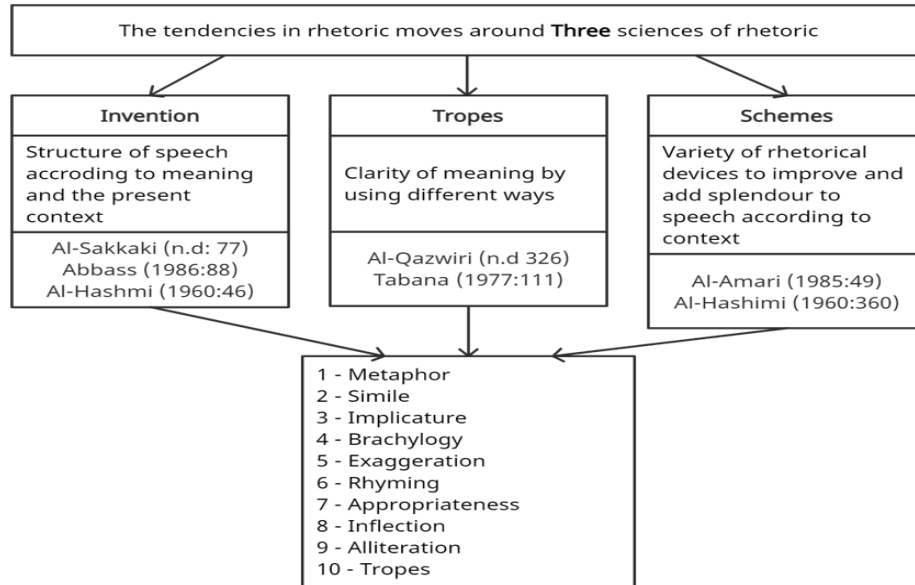 The tendencies in rhetoric moves around Three sciences of rhetoric
Invention
Structure of speech
accroding to meaning
and the present
context
Al-Sakkaki (n.d: 77)
Abbass (1986:88)
Al-Hashmi (1960:46)
Tropes
Clarity of meaning by
using different ways
Al-Qazwiri (n.d 326)
Tabana (1977:111)
Schemes
Variety of rhetorical
devices to improve and
add splendour to
speech according to
context
Al-Amari (1985:49)
Al-Hashimi (1960:360)
1 - Metaphor
2 - Simile
3 - Implicature
4 - Brachylogy
5 - Exaggeration
6 - Rhyming
7 - Appropriateness
8 - Inflection
9 - Alliteration
10 - Tropes